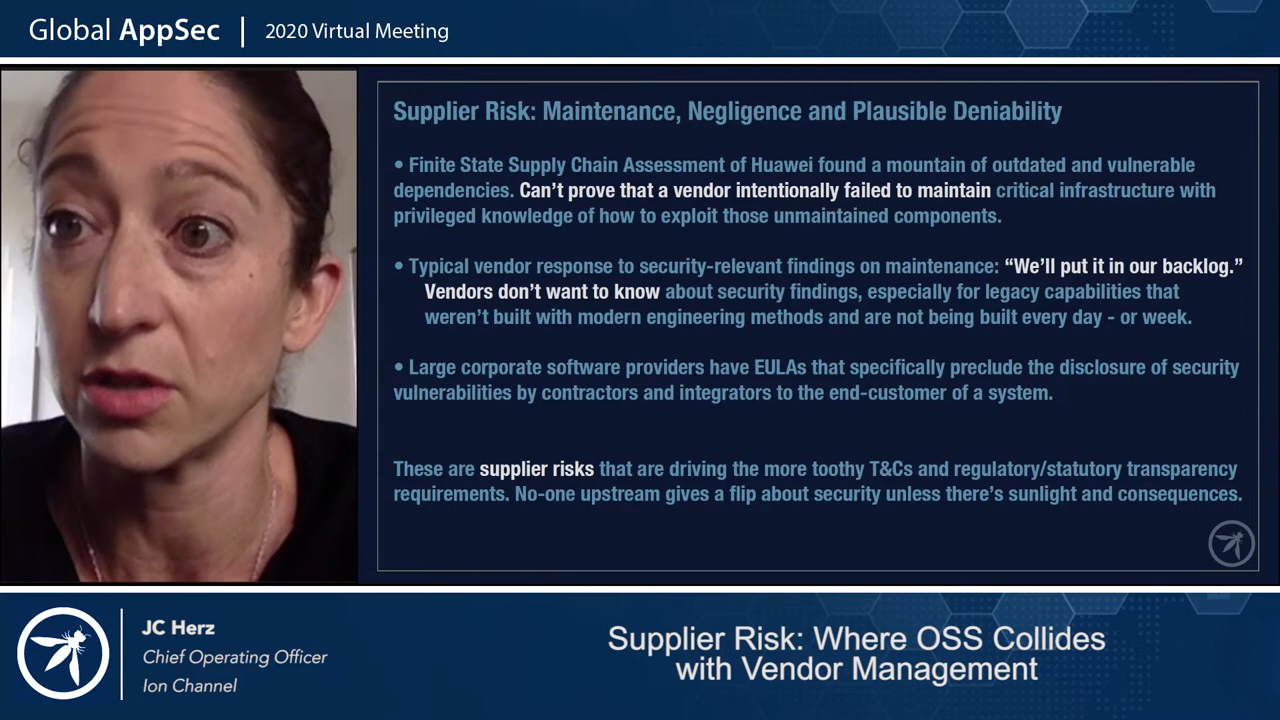 Global AppSec | 2020 Virtual Meeting
Supplier Risk: Maintenance, Negligence and Plausible Deniability
• Finite State Supply Chain Assessment of Huawei found a mountain of outdated and vulnerable
dependencies. Can't prove that a vendor intentionally failed to maintain critical infrastructure with
privileged knowledge of how to exploit those unmaintained components.
• Typical vendor response to security-relevant findings on maintenance: “We'll put it in our backlog.”
Vendors don't want to know about security findings, especially for legacy capabilities that
weren't built with modern engineering methods and are not being built every day - or week.
• Large corporate software providers have EULAs that specifically preclude the disclosure of security
vulnerabilities by contractors and integrators to the end-customer of a system.
These are supplier risks that are driving the more toothy T&Cs and regulatory/statutory transparency
requirements. No-one upstream gives a flip about security unless there's sunlight and consequences.
JC Herz
Chief Operating Officer
Ion Channel
Supplier Risk: Where OSS Collides
with Vendor Management